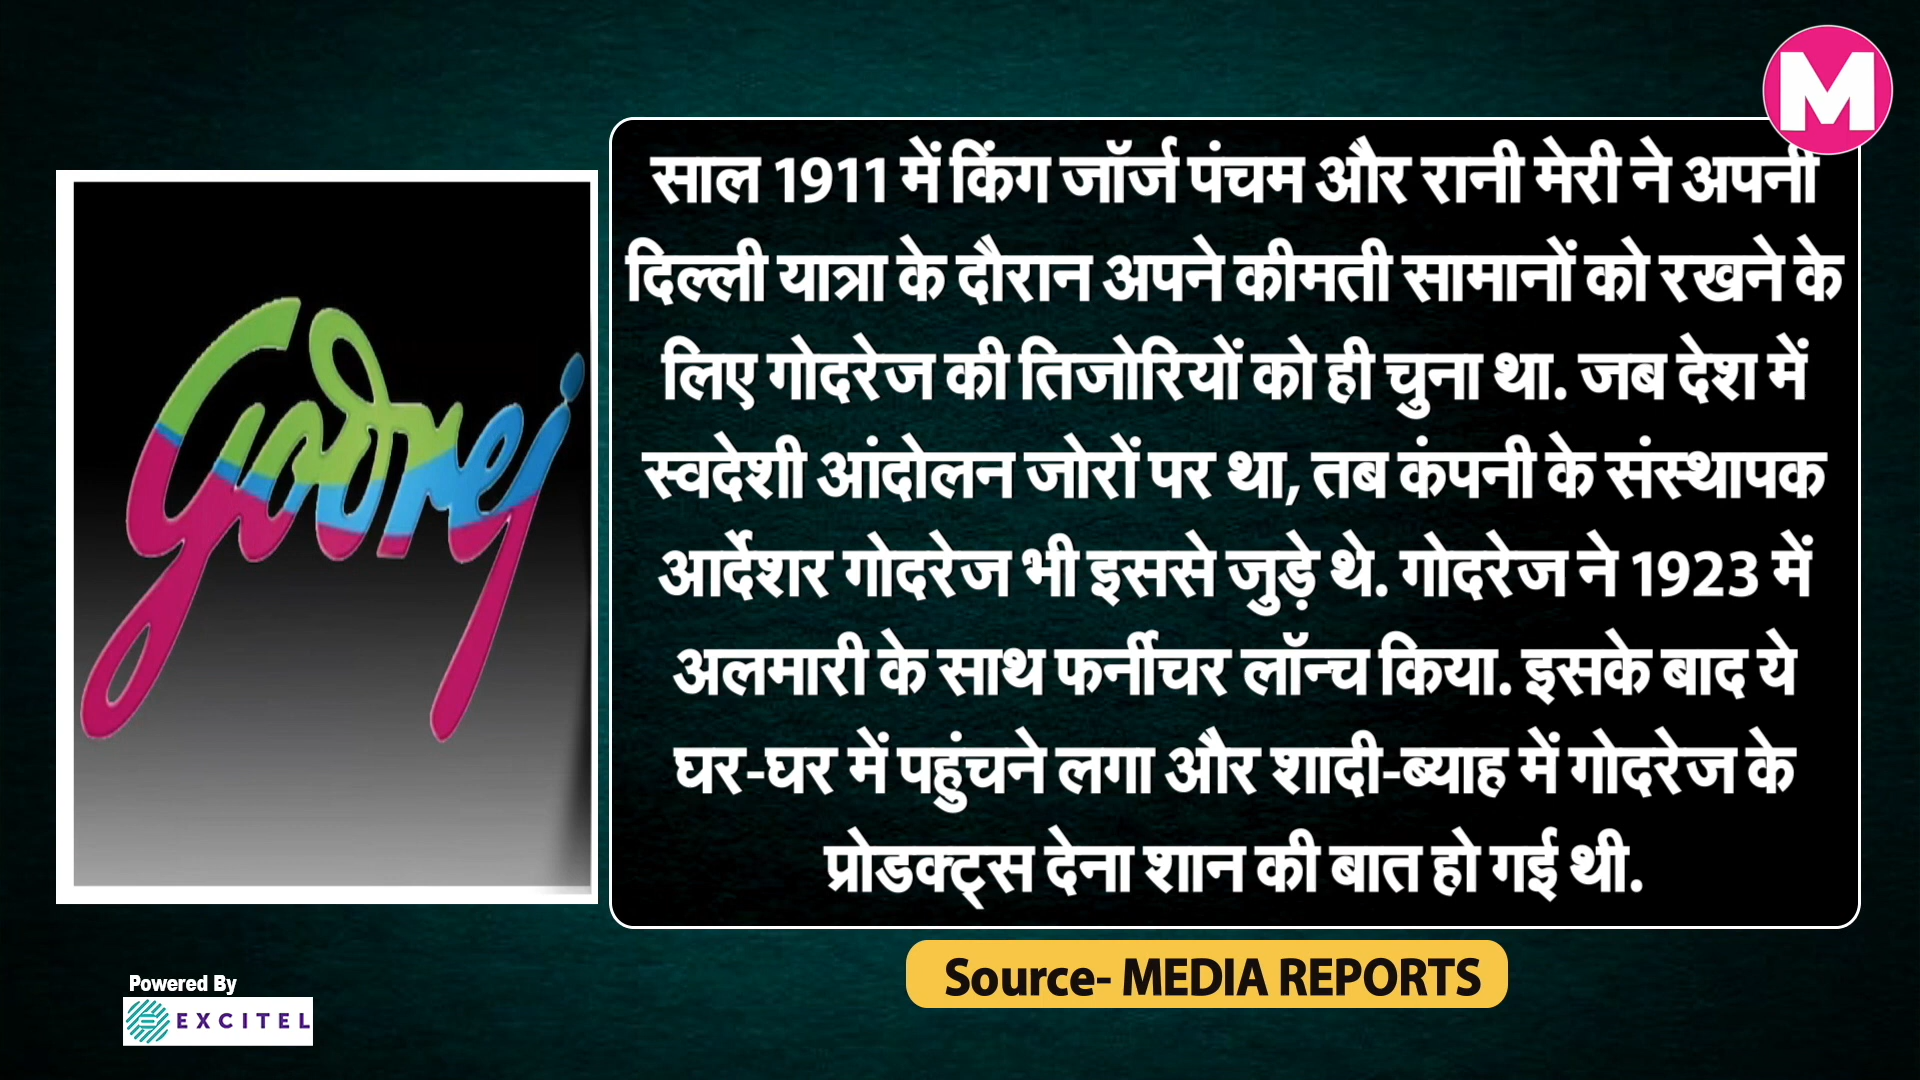 M
साल 1911 में किंग जॉर्ज पंचम और रानी मेरी ने अपनी
दिल्ली यात्रा के दौरान अपने कीमती सामानों को रखने के
लिए गोदरेज की तिजोरियों को ही चुना था. जब देश में
स्वदेशी आंदोलन जोरों पर था, तब कंपनी के संस्थापक
आर्देशर गोदरेज भी इससे जुड़े थे. गोदरेज ने 1923 में
अलमारी के साथ फर्नीचर लॉन्च किया. इसके बाद ये
घर-घर में पहुंचने लगा और शादी-ब्याह में गोदरेज के
प्रोडक्ट्स देना शान की बात हो गई थी.
Godrej
Source- MEDIA REPORTS
Powered By
EXCITEL